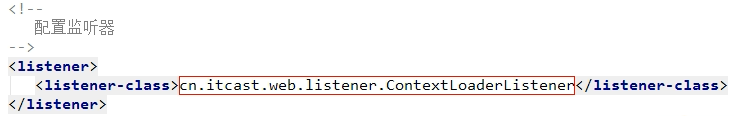 <!--
配置监听器
-->
<listener>
<listener-class>cn.itcast.web.listener.ContextLoaderListener</listener-class>
</listener>